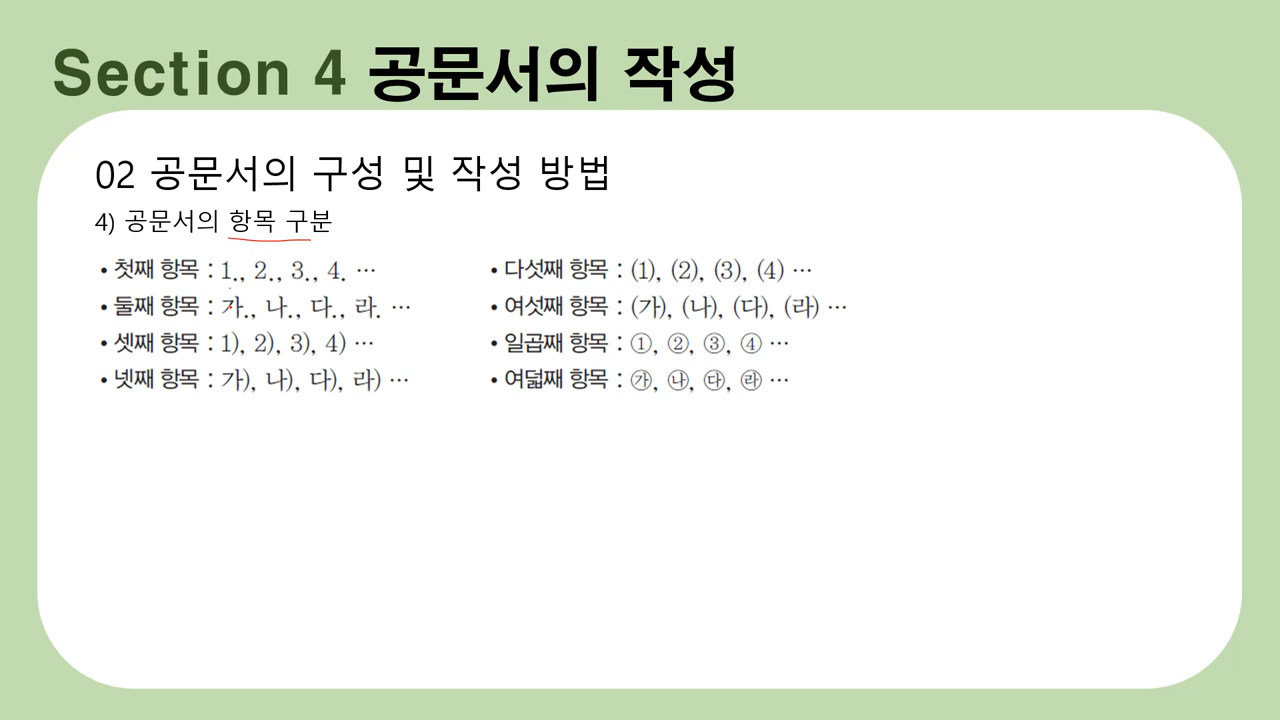 Section 4 공문서의 작성
02 공문서의 구성 및 작성 방법
4) 공문서의 항목 구분
• 첫째 항목 : 1., 2., 3., 4. …
• 둘째 항목 : 가., 나., 다., 라. …
• 셋째 항목 : 1), 2), 3), 4) …
• 넷째 항목 : 가), 나), 다), 라) …
• 다섯째 항목 : (1), (2), (3), (4) …
• 여섯째 항목 : (가), (나), (다), (라) …
• 일곱째 항목 : ①, ②, ③, ④ …
• 여덟째 항목 : ㉮, ㉯, ㉰, ㉱ …